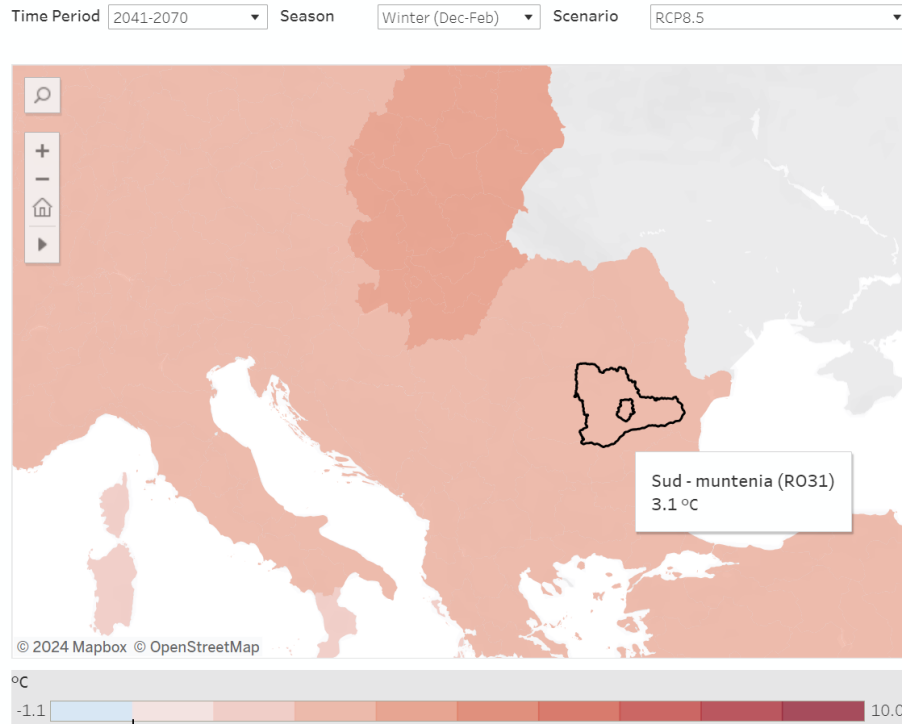 Time Period 2041-2070 Season Winter (Dec-Feb) Scenario RCP8.5
Sud - muntenia (RO31)
3.1 ºC
© 2024 Mapbox © OpenStreetMap
ºC
-1.1 10.0